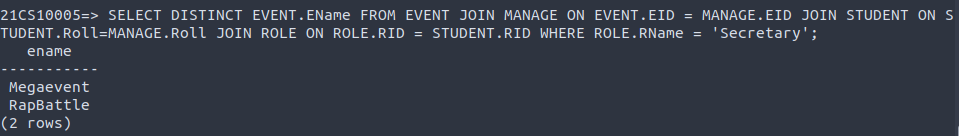 21CS10005=> SELECT DISTINCT EVENT.EName FROM EVENT JOIN MANAGE ON EVENT.EID = MANAGE.EID JOIN STUDENT ON S
TUDENT.Roll=MANAGE.Roll JOIN ROLE ON ROLE.RID = STUDENT.RID WHERE ROLE.RName = 'Secretary';
   ename
-----------
 Megaevent
 RapBattle
(2 rows)